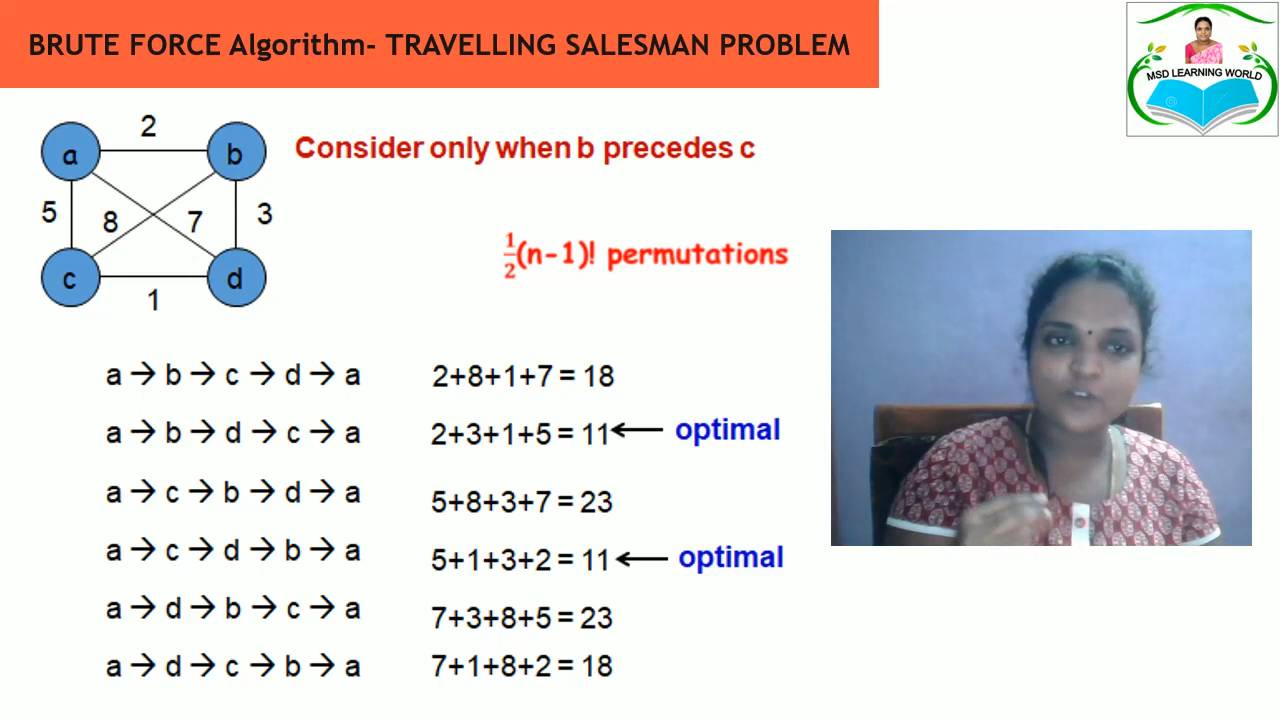 BRUTE FORCE Algorithm- TRAVELLING SALESMAN PROBLEM
MSD LEARNING WORLD
a 2 b
Consider only when b precedes c
5 8 7 3
c 1 d
½(n-1)! permutations
a → b → c → d → a 2+8+1+7 = 18
a → b → d → c → a 2+3+1+5 = 11 ← optimal
a → c → b → d → a 5+8+3+7 = 23
a → c → d → b → a 5+1+3+2 = 11 ← optimal
a → d → b → c → a 7+3+8+5 = 23
a → d → c → b → a 7+1+8+2 = 18